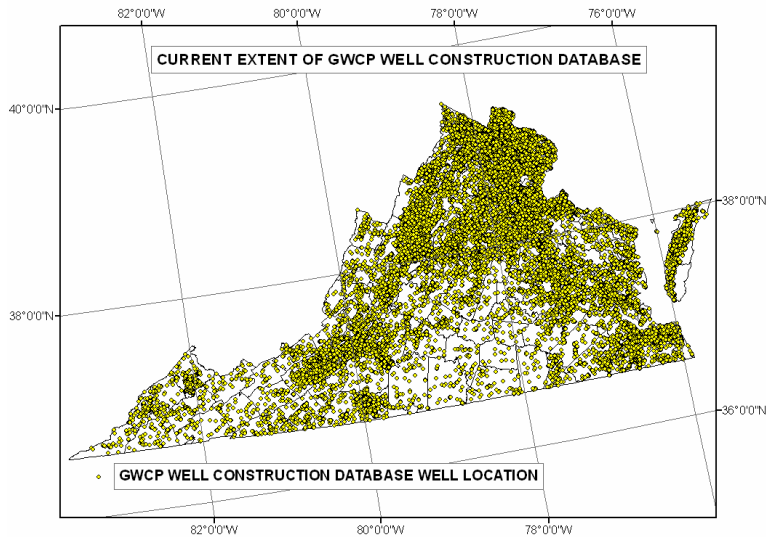 82°0'0"W 80°0'0"W 78°0'0"W 76°0'0"W
CURRENT EXTENT OF GWCP WELL CONSTRUCTION DATABASE
40°0'0"N
38°0'0"N
38°0'0"N
36°0'0"N
GWCP WELL CONSTRUCTION DATABASE WELL LOCATION
82°0'0"W 80°0'0"W 78°0'0"W